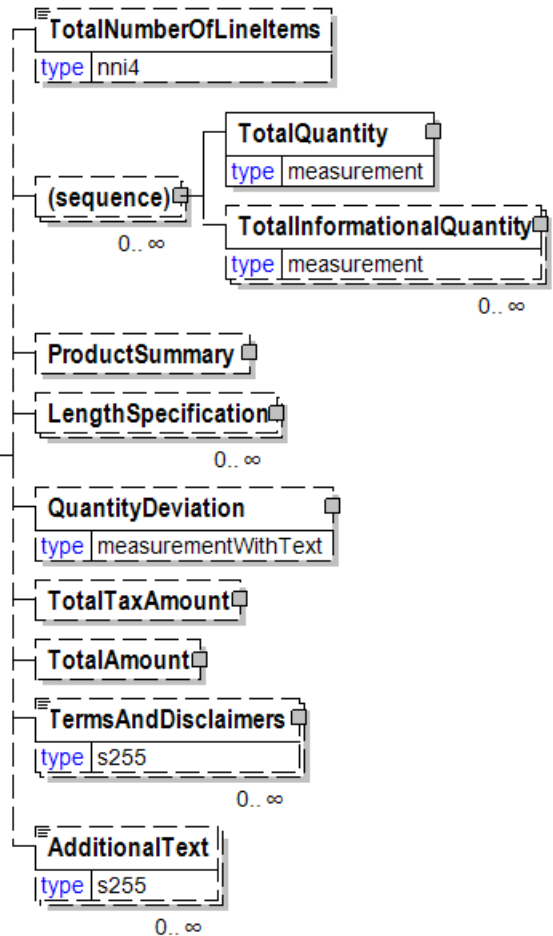 TotalNumberOfLineItems
type nni4
TotalQuantity
type measurement
(sequence)
0.. ∞
TotalInformationalQuantity
type measurement
0.. ∞
ProductSummary
LengthSpecification
0.. ∞
QuantityDeviation
type measurementWithText
TotalTaxAmount
TotalAmount
TermsAndDisclaimers
type s255
0.. ∞
AdditionalText
type s255
0.. ∞